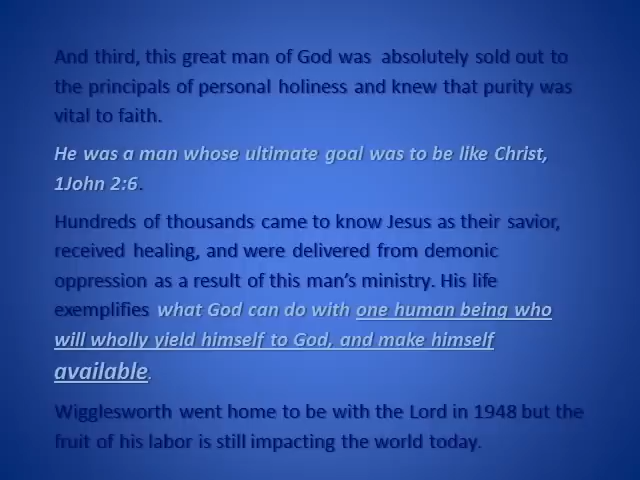 And third, this great man of God was absolutely sold out to
the principals of personal holiness and knew that purity was
vital to faith.
He was a man whose ultimate goal was to be like Christ,
1John 2:6.
Hundreds of thousands came to know Jesus as their savior,
received healing, and were delivered from demonic
oppression as a result of this man's ministry. His life
exemplifies what God can do with one human being who
will wholly yield himself to God, and make himself
available.
Wigglesworth went home to be with the Lord in 1948 but the
fruit of his labor is still impacting the world today.